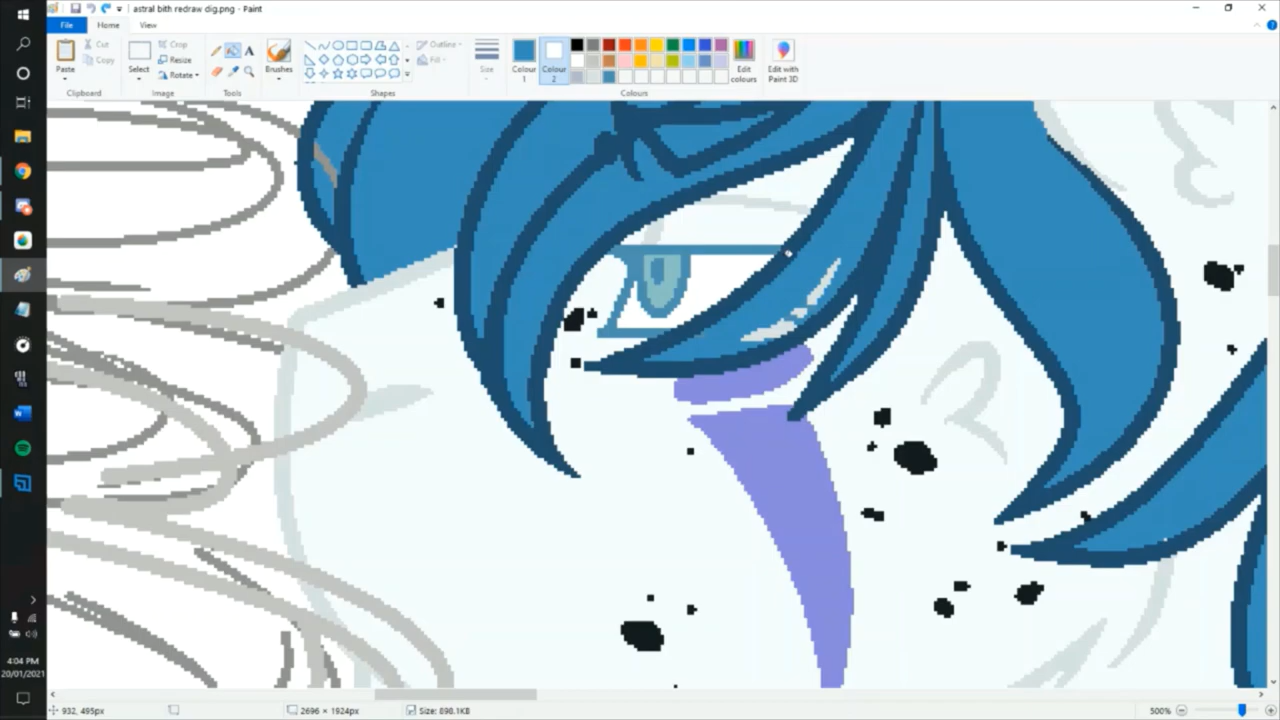 astral bith redraw dig.png - Paint
File
Home
View
Paste
Cut
Copy
Select
Crop
Resize
Rotate
A
Brushes
Outline
Fill
Size
Colour
1
Colour
2
Edit
colours
Edit with
Paint 3D
Clipboard
Image
Tools
Shapes
Colours
4:04 PM
20/01/2021
932, 495px
2696 × 1924px
Size: 898.1KB
500%